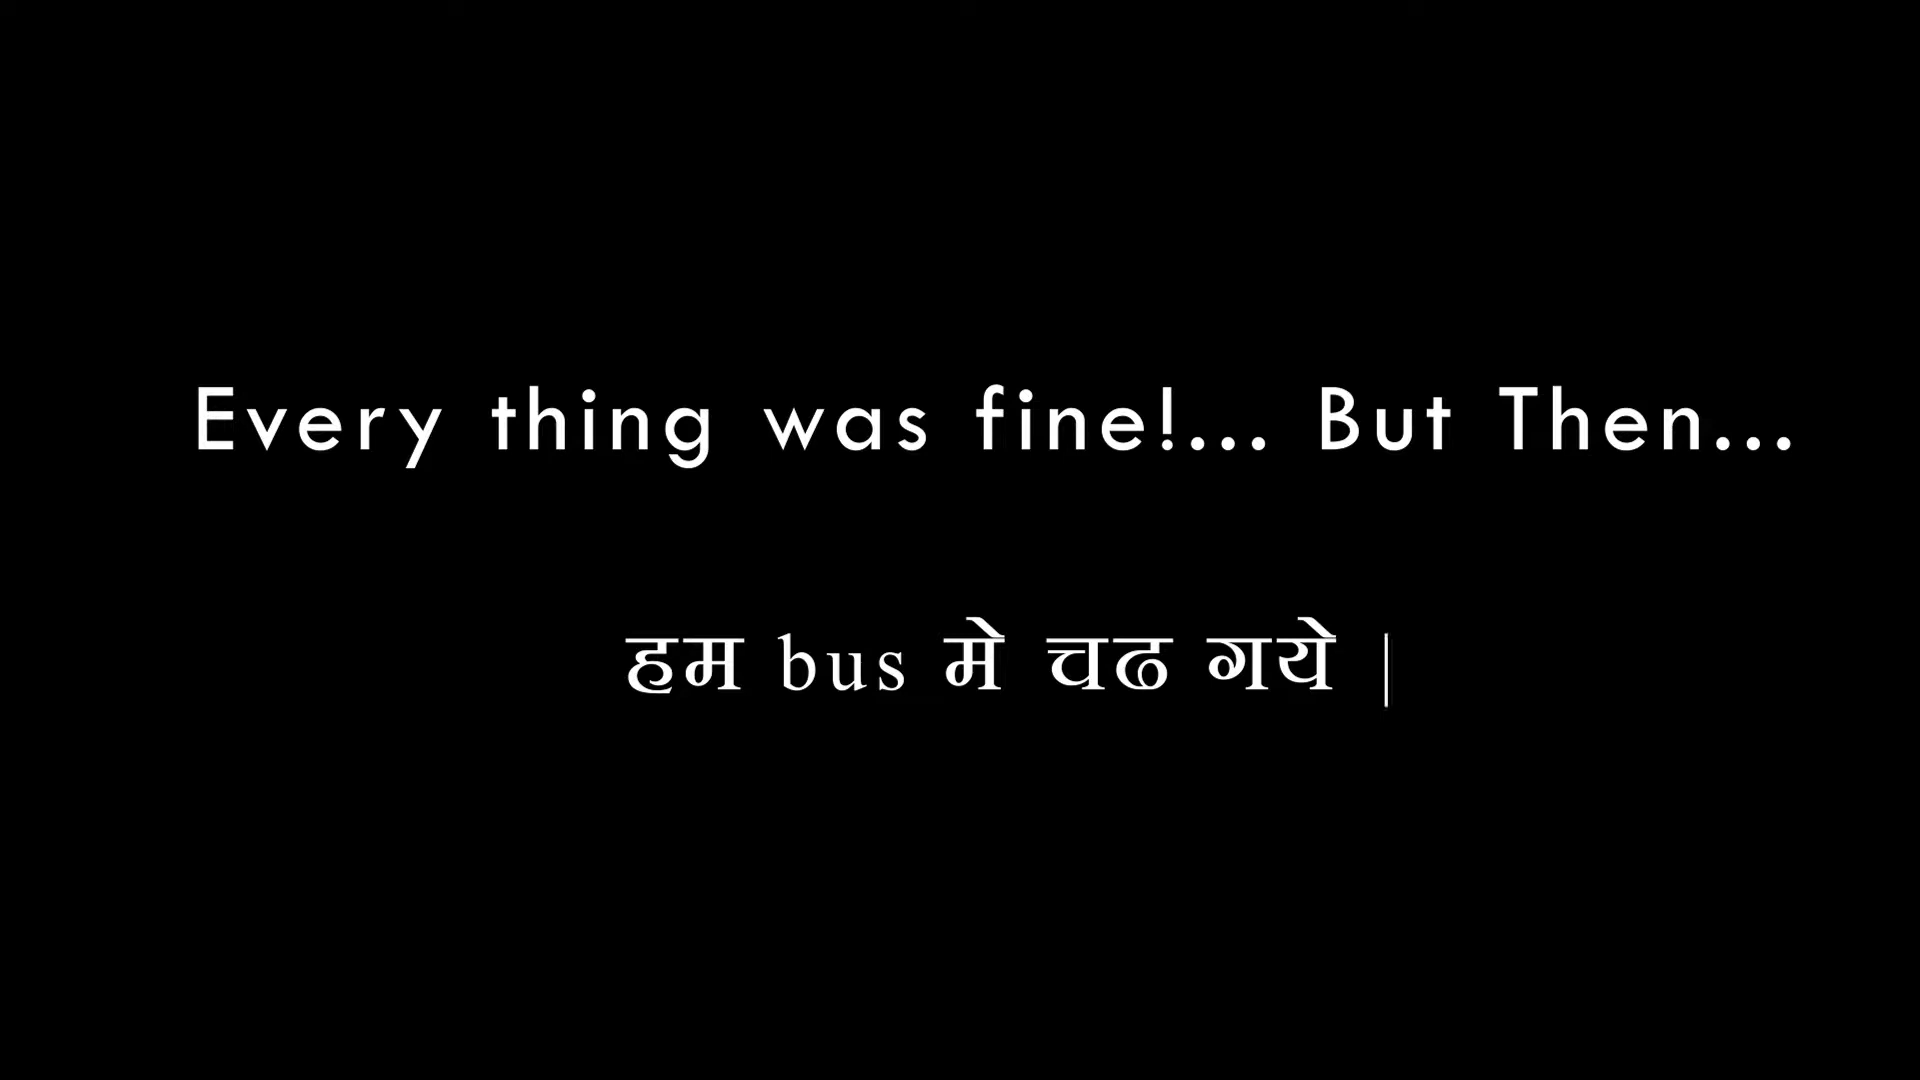 Every thing was fine!... But Then...
हम bus मे चढ गये |